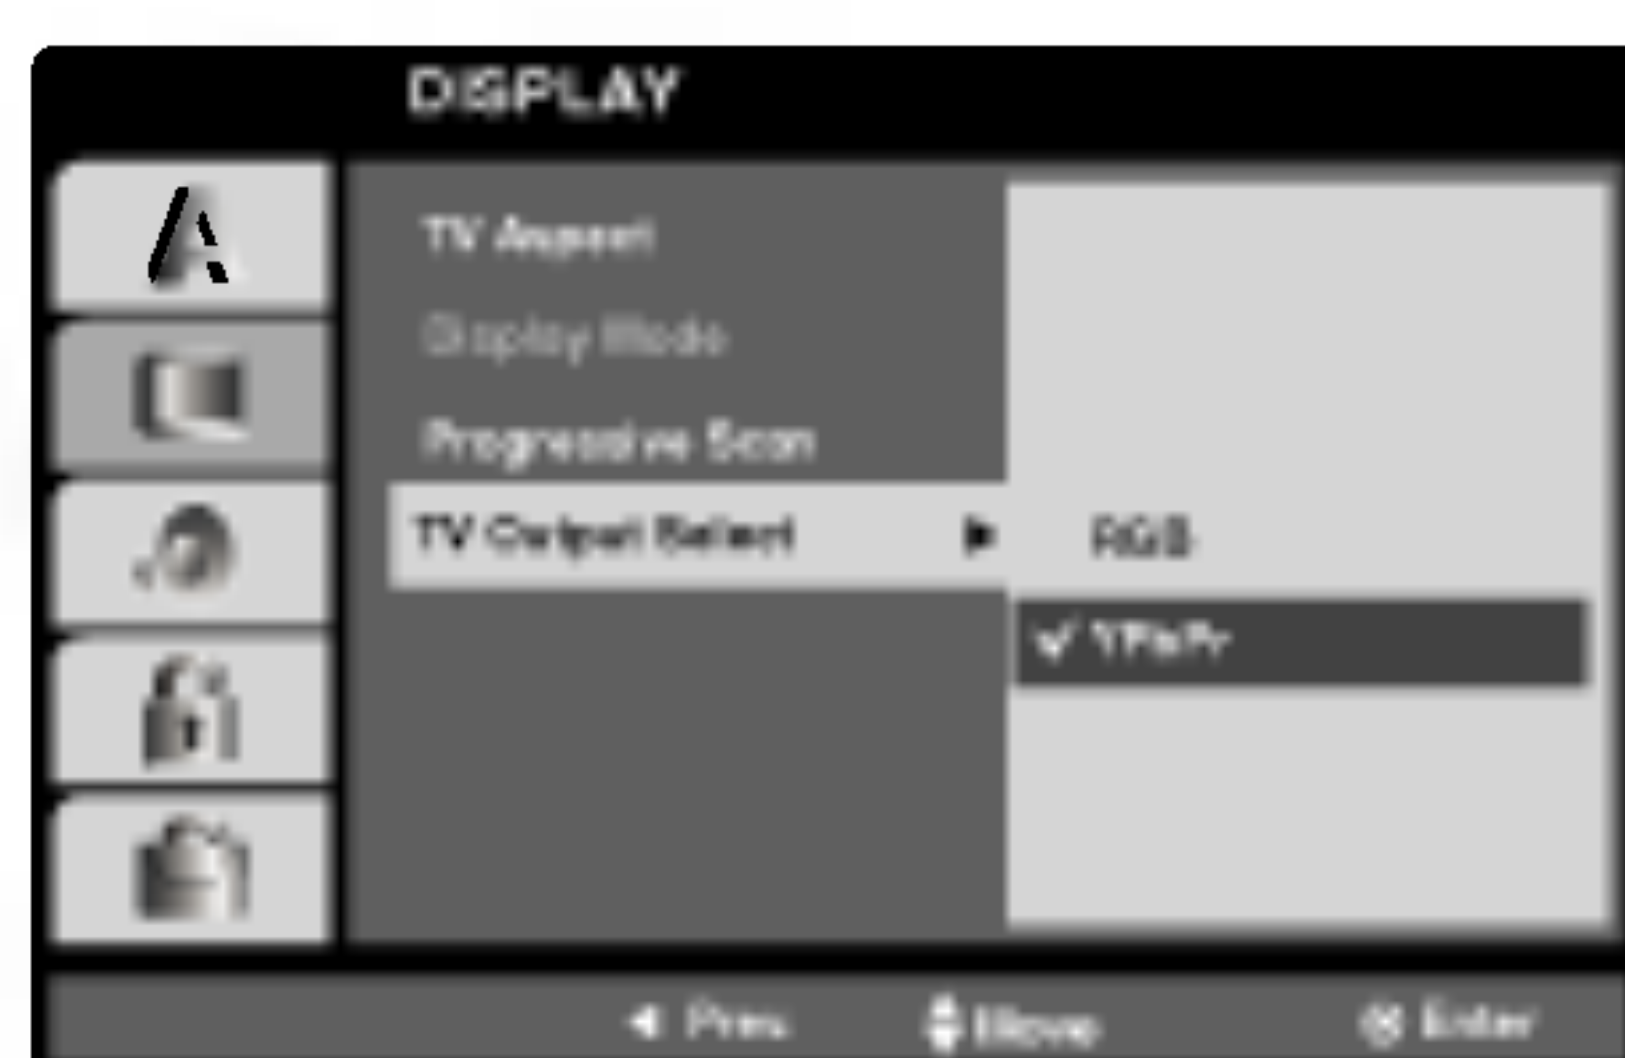 DISPLAY
TV Aspect
Display Mode
Progressive Scan
TV Output Select ▶ RGB
✓ YPbPr
◀ Prev. Move Enter